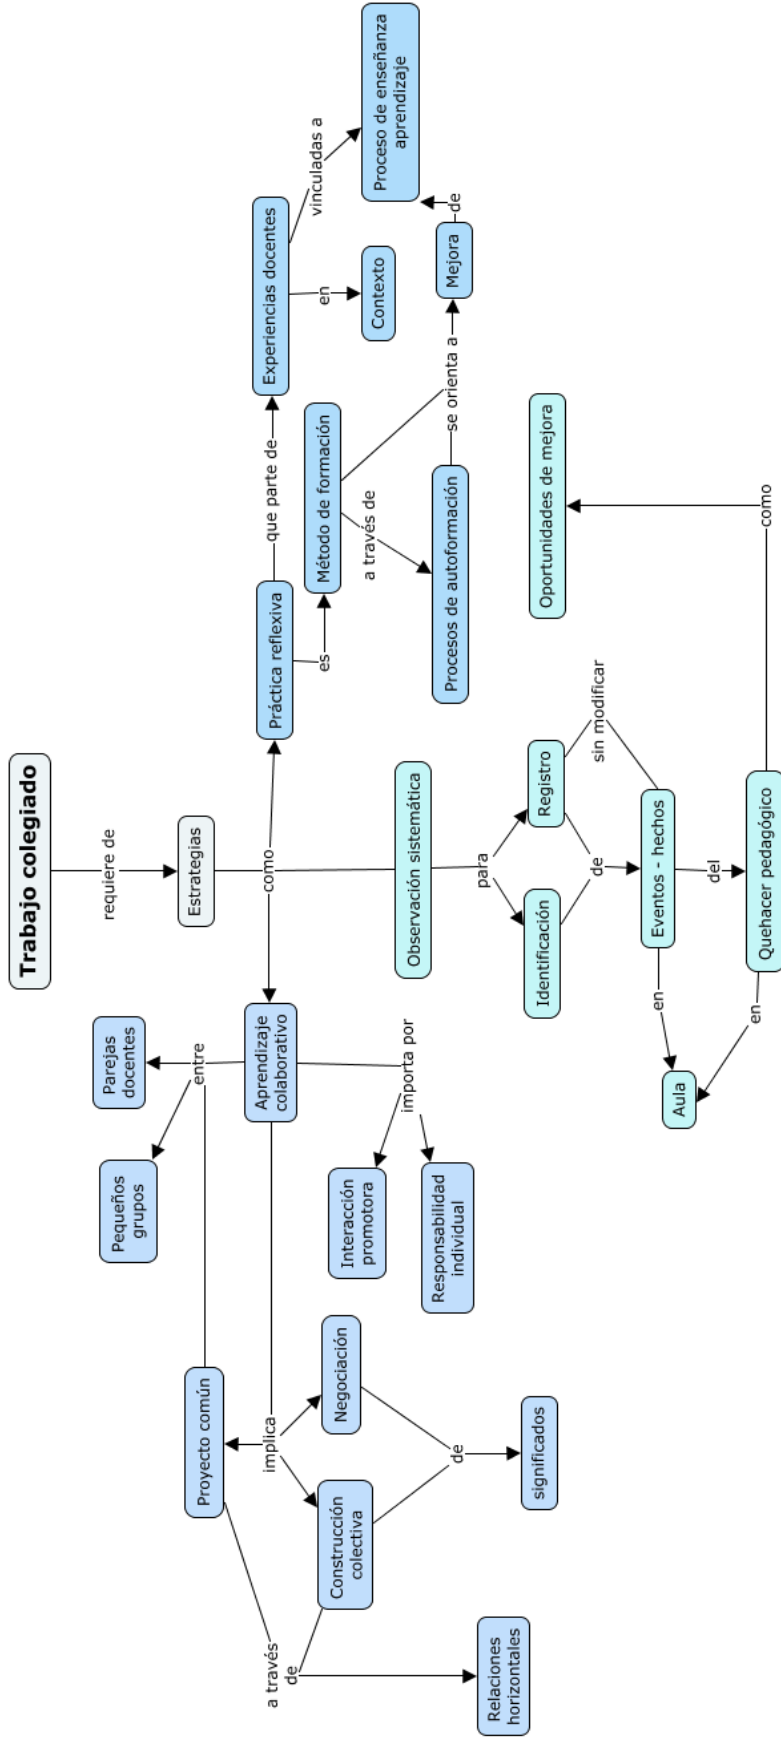 Trabajo colegiado
requiere de
Estrategias
como
Aprendizaje
colaborativo
entre
Parejas
docentes
Pequeños
grupos
Proyecto común
implica
Negociación
Construcción
colectiva
de
significados
a través
de
Relaciones
horizontales
importa por
Interacción
promotora
Responsabilidad
individual
Observación sistemática
para
Identificación
Registro
de
sin modificar
Eventos - hechos
en
Aula
del
Quehacer pedagógico
en
como
Oportunidades de mejora
Práctica reflexiva
que parte de
Experiencias docentes
vinculadas a
Proceso de enseñanza
aprendizaje
en
Contexto
es
Método de formación
a través de
Procesos de autoformación
se orienta a
Mejora
de